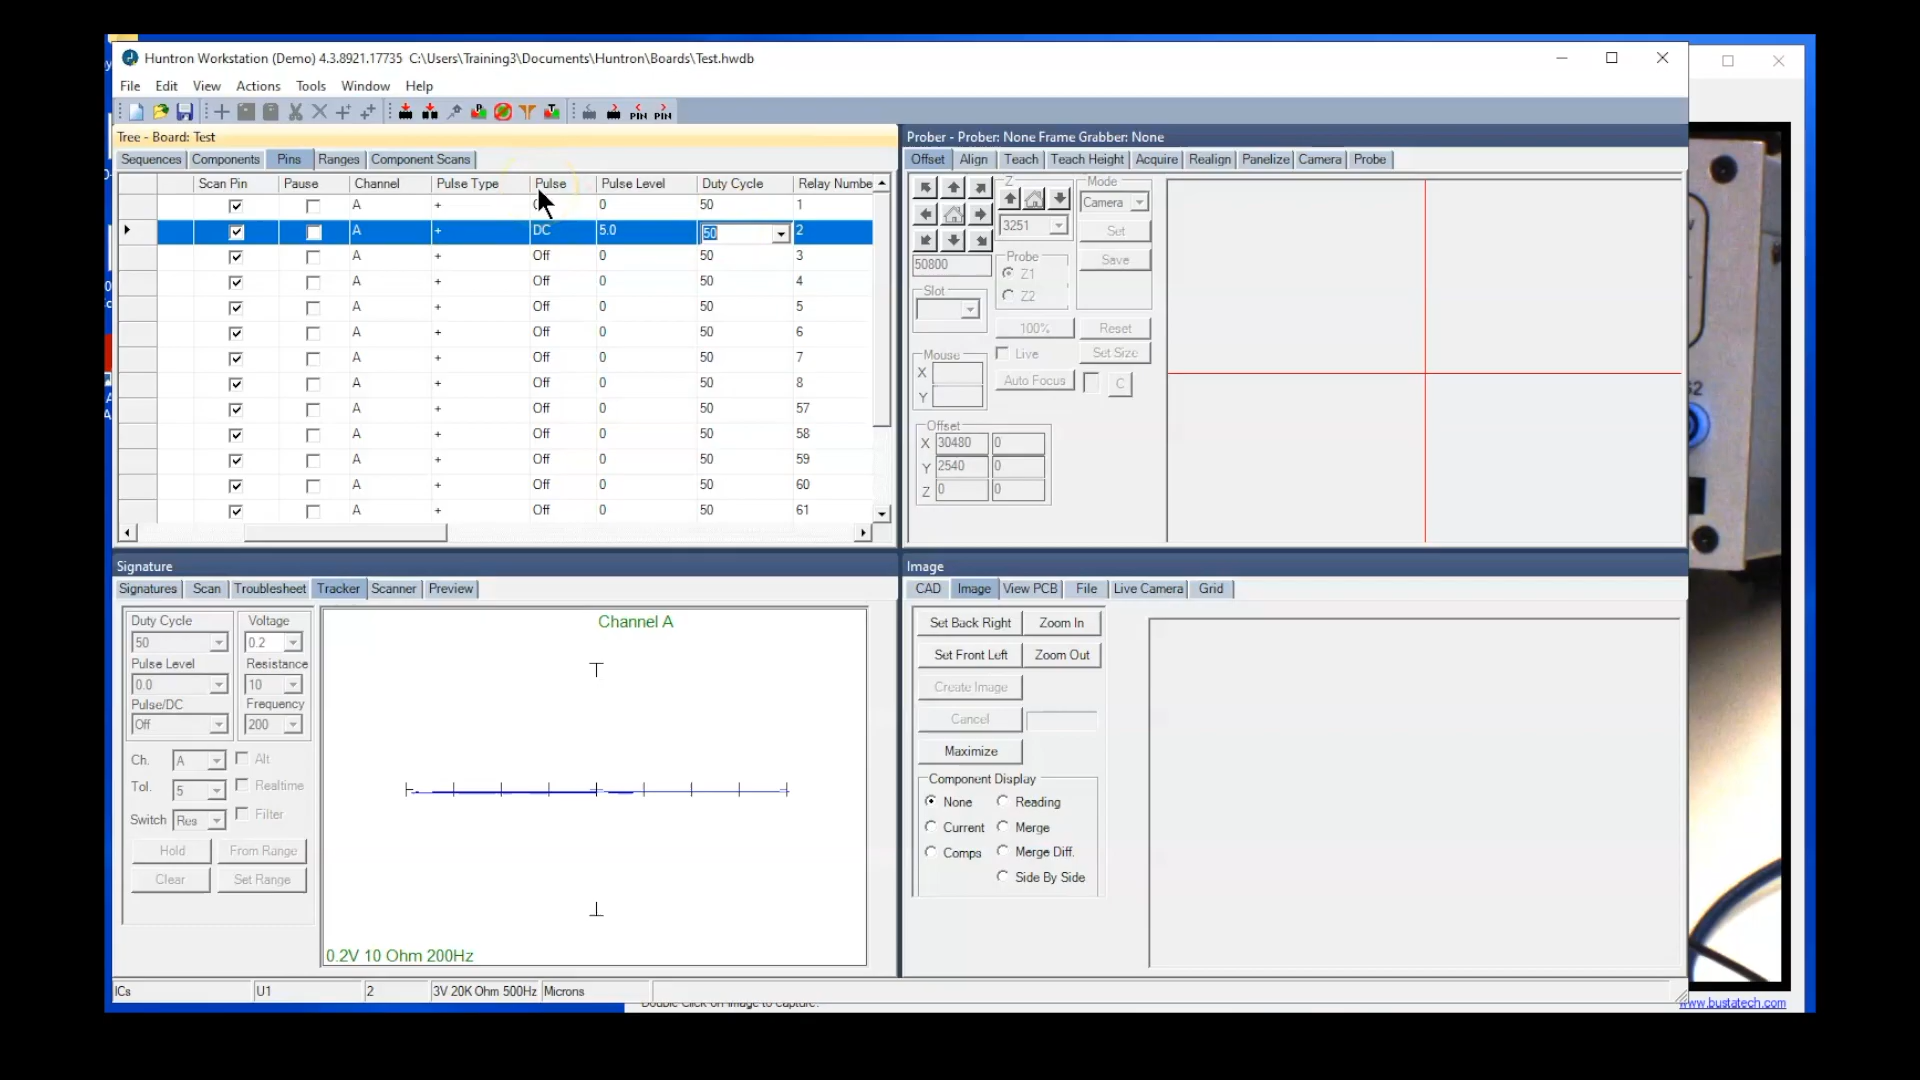 Huntron Workstation (Demo) 4.3.8921.17735 C:\Users\Training3\Documents\Huntron\Boards\Test.hwdb
File Edit View Actions Tools Window Help
PIN PIN
Tree - Board: Test
Sequences Components Pins Ranges Component Scans
Scan Pin Pause Channel Pulse Type Pulse Pulse Level Duty Cycle Relay Numbe
A + 0 50 1
A + DC 5.0 50 2
A + Off 0 50 3
A + Off 0 50 4
A + Off 0 50 5
A + Off 0 50 6
A + Off 0 50 7
A + Off 0 50 8
A + Off 0 50 57
A + Off 0 50 58
A + Off 0 50 59
A + Off 0 50 60
A + Off 0 50 61
Prober - Prober: None Frame Grabber: None
Offset Align Teach Teach Height Acquire Realign Panelize Camera Probe
Z
3251
Mode
Camera
Set
Save
50800
Probe
Z1
Z2
Slot
100% Reset
Live Set Size
Mouse
X
Y
Auto Focus C
Offset
X 30480 0
Y 2540 0
Z 0 0
Signature
Signatures Scan Troubleshoot Tracker Scanner Preview
Duty Cycle Voltage
50 0.2
Pulse Level Resistance
0.0 10
Pulse/DC Frequency
Off 200
Ch. A Alt
Tol. 5 Realtime
Switch Res Filter
Hold From Range
Clear Set Range
Channel A
0.2V 10 Ohm 200Hz
Image
CAD Image View PCB File Live Camera Grid
Set Back Right Zoom In
Set Front Left Zoom Out
Create Image
Cancel
Maximize
Component Display
None Reading
Current Merge
Comps Merge Diff.
Side By Side
ICs U1 2 3V 20K Ohm 500Hz Microns
Double Click on image to capture.
www.bustatech.com